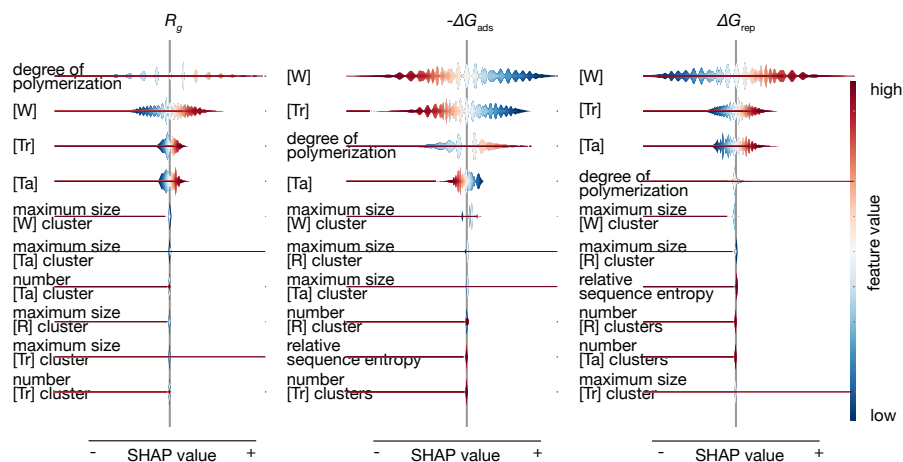 R_g
degree of
polymerization
[W]
[Tr]
[Ta]
maximum size
[W] cluster
maximum size
[Ta] cluster
number
[Ta] cluster
maximum size
[R] cluster
maximum size
[Tr] cluster
number
[Tr] cluster
- SHAP value +
-ΔG_ads
[W]
[Tr]
degree of
polymerization
[Ta]
maximum size
[W] cluster
maximum size
[R] cluster
maximum size
[Ta] cluster
number
[R] cluster
relative
sequence entropy
number
[Tr] clusters
- SHAP value +
ΔG_rep
[W]
[Tr]
[Ta]
degree of
polymerization
maximum size
[W] cluster
maximum size
[R] cluster
relative
sequence entropy
number
[R] clusters
number
[Ta] clusters
maximum size
[Tr] cluster
- SHAP value +
high
feature value
low